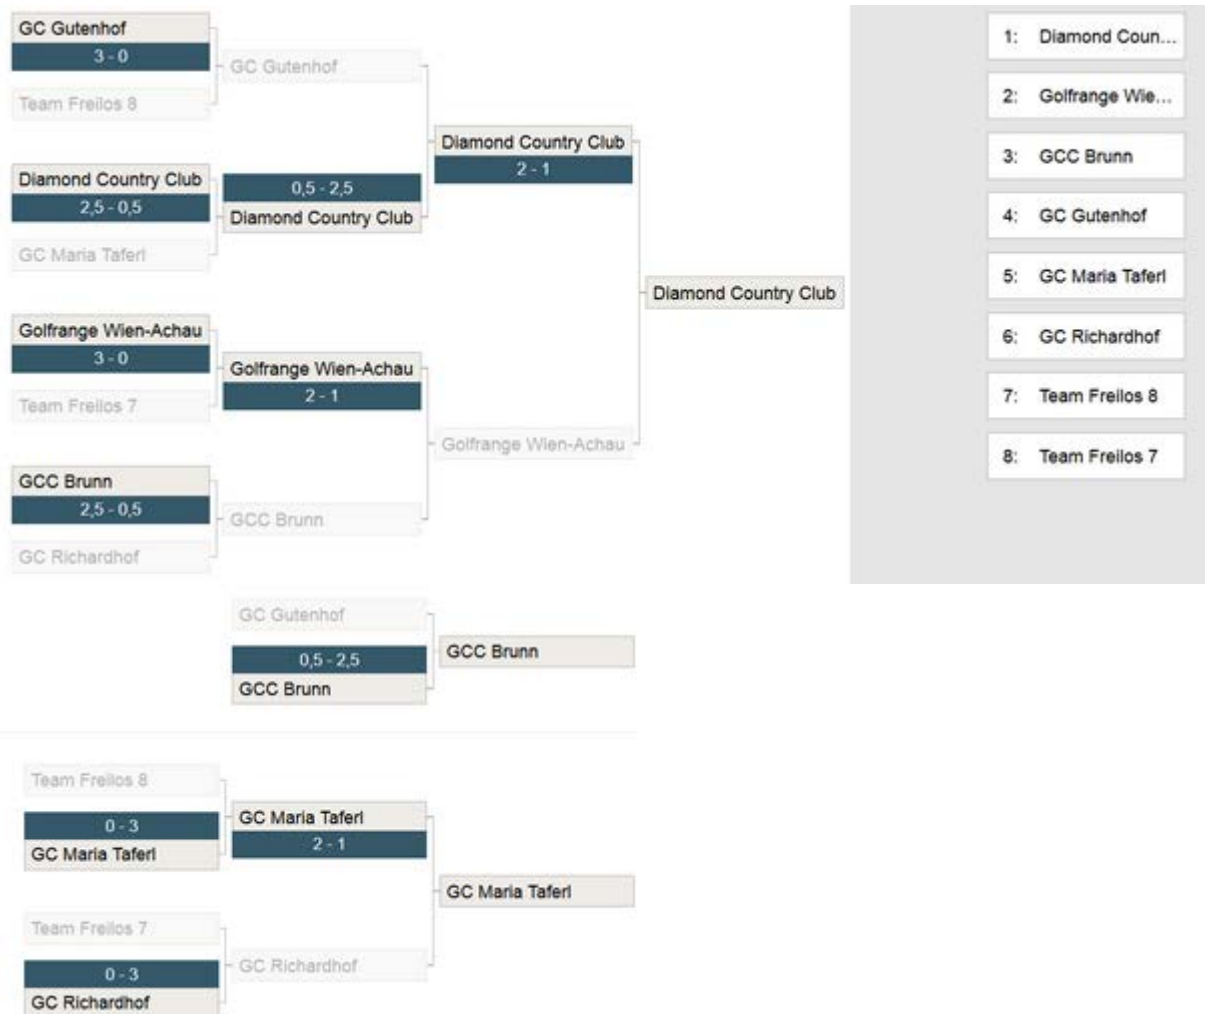 GC Gutenhof
3 - 0
Team Freilos 8
GC Gutenhof
Diamond Country Club
2,5 - 0,5
GC Maria Taferl
0,5 - 2,5
Diamond Country Club
Diamond Country Club
2 - 1
Golfrange Wien-Achau
3 - 0
Team Freilos 7
Golfrange Wien-Achau
2 - 1
GCC Brunn
2,5 - 0,5
GC Richardhof
GCC Brunn
Golfrange Wien-Achau
Diamond Country Club
GC Gutenhof
0,5 - 2,5
GCC Brunn
GCC Brunn
Team Freilos 8
0 - 3
GC Maria Taferl
GC Maria Taferl
2 - 1
Team Freilos 7
0 - 3
GC Richardhof
GC Richardhof
GC Maria Taferl
1: Diamond Coun...
2: Golfrange Wie...
3: GCC Brunn
4: GC Gutenhof
5: GC Maria Taferl
6: GC Richardhof
7: Team Freilos 8
8: Team Freilos 7